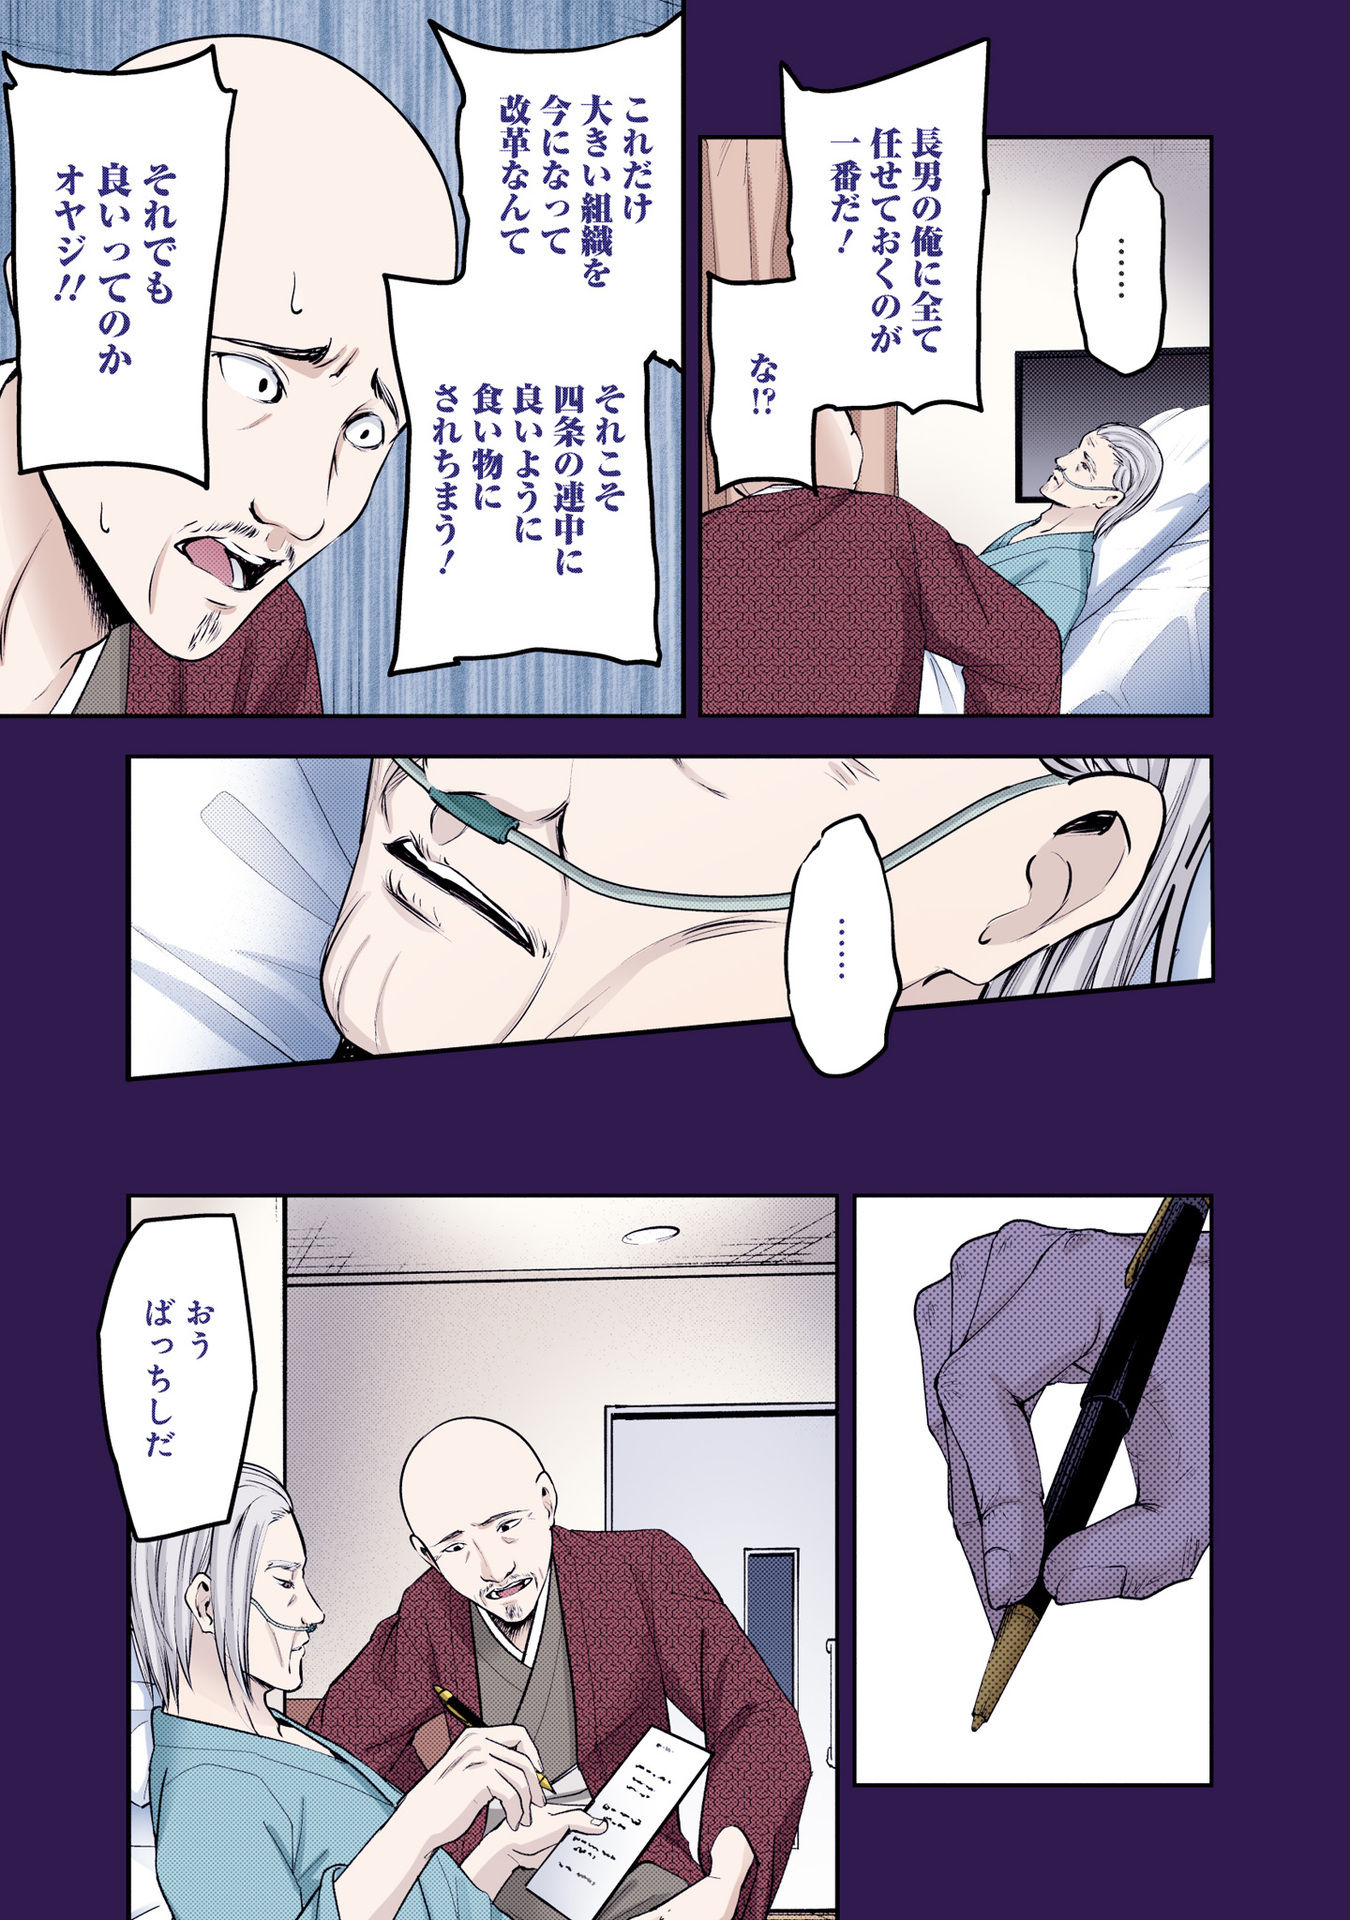 ……
長男の俺に全て
任せておくのが
一番だ！
な!?
これだけ
大きい組織を
今になって
改革なんて
それこそ
四条の連中に
良いように
食い物に
されちまう！
それでも
良いってのか
オヤジ!!
……
おう
ばっちしだ